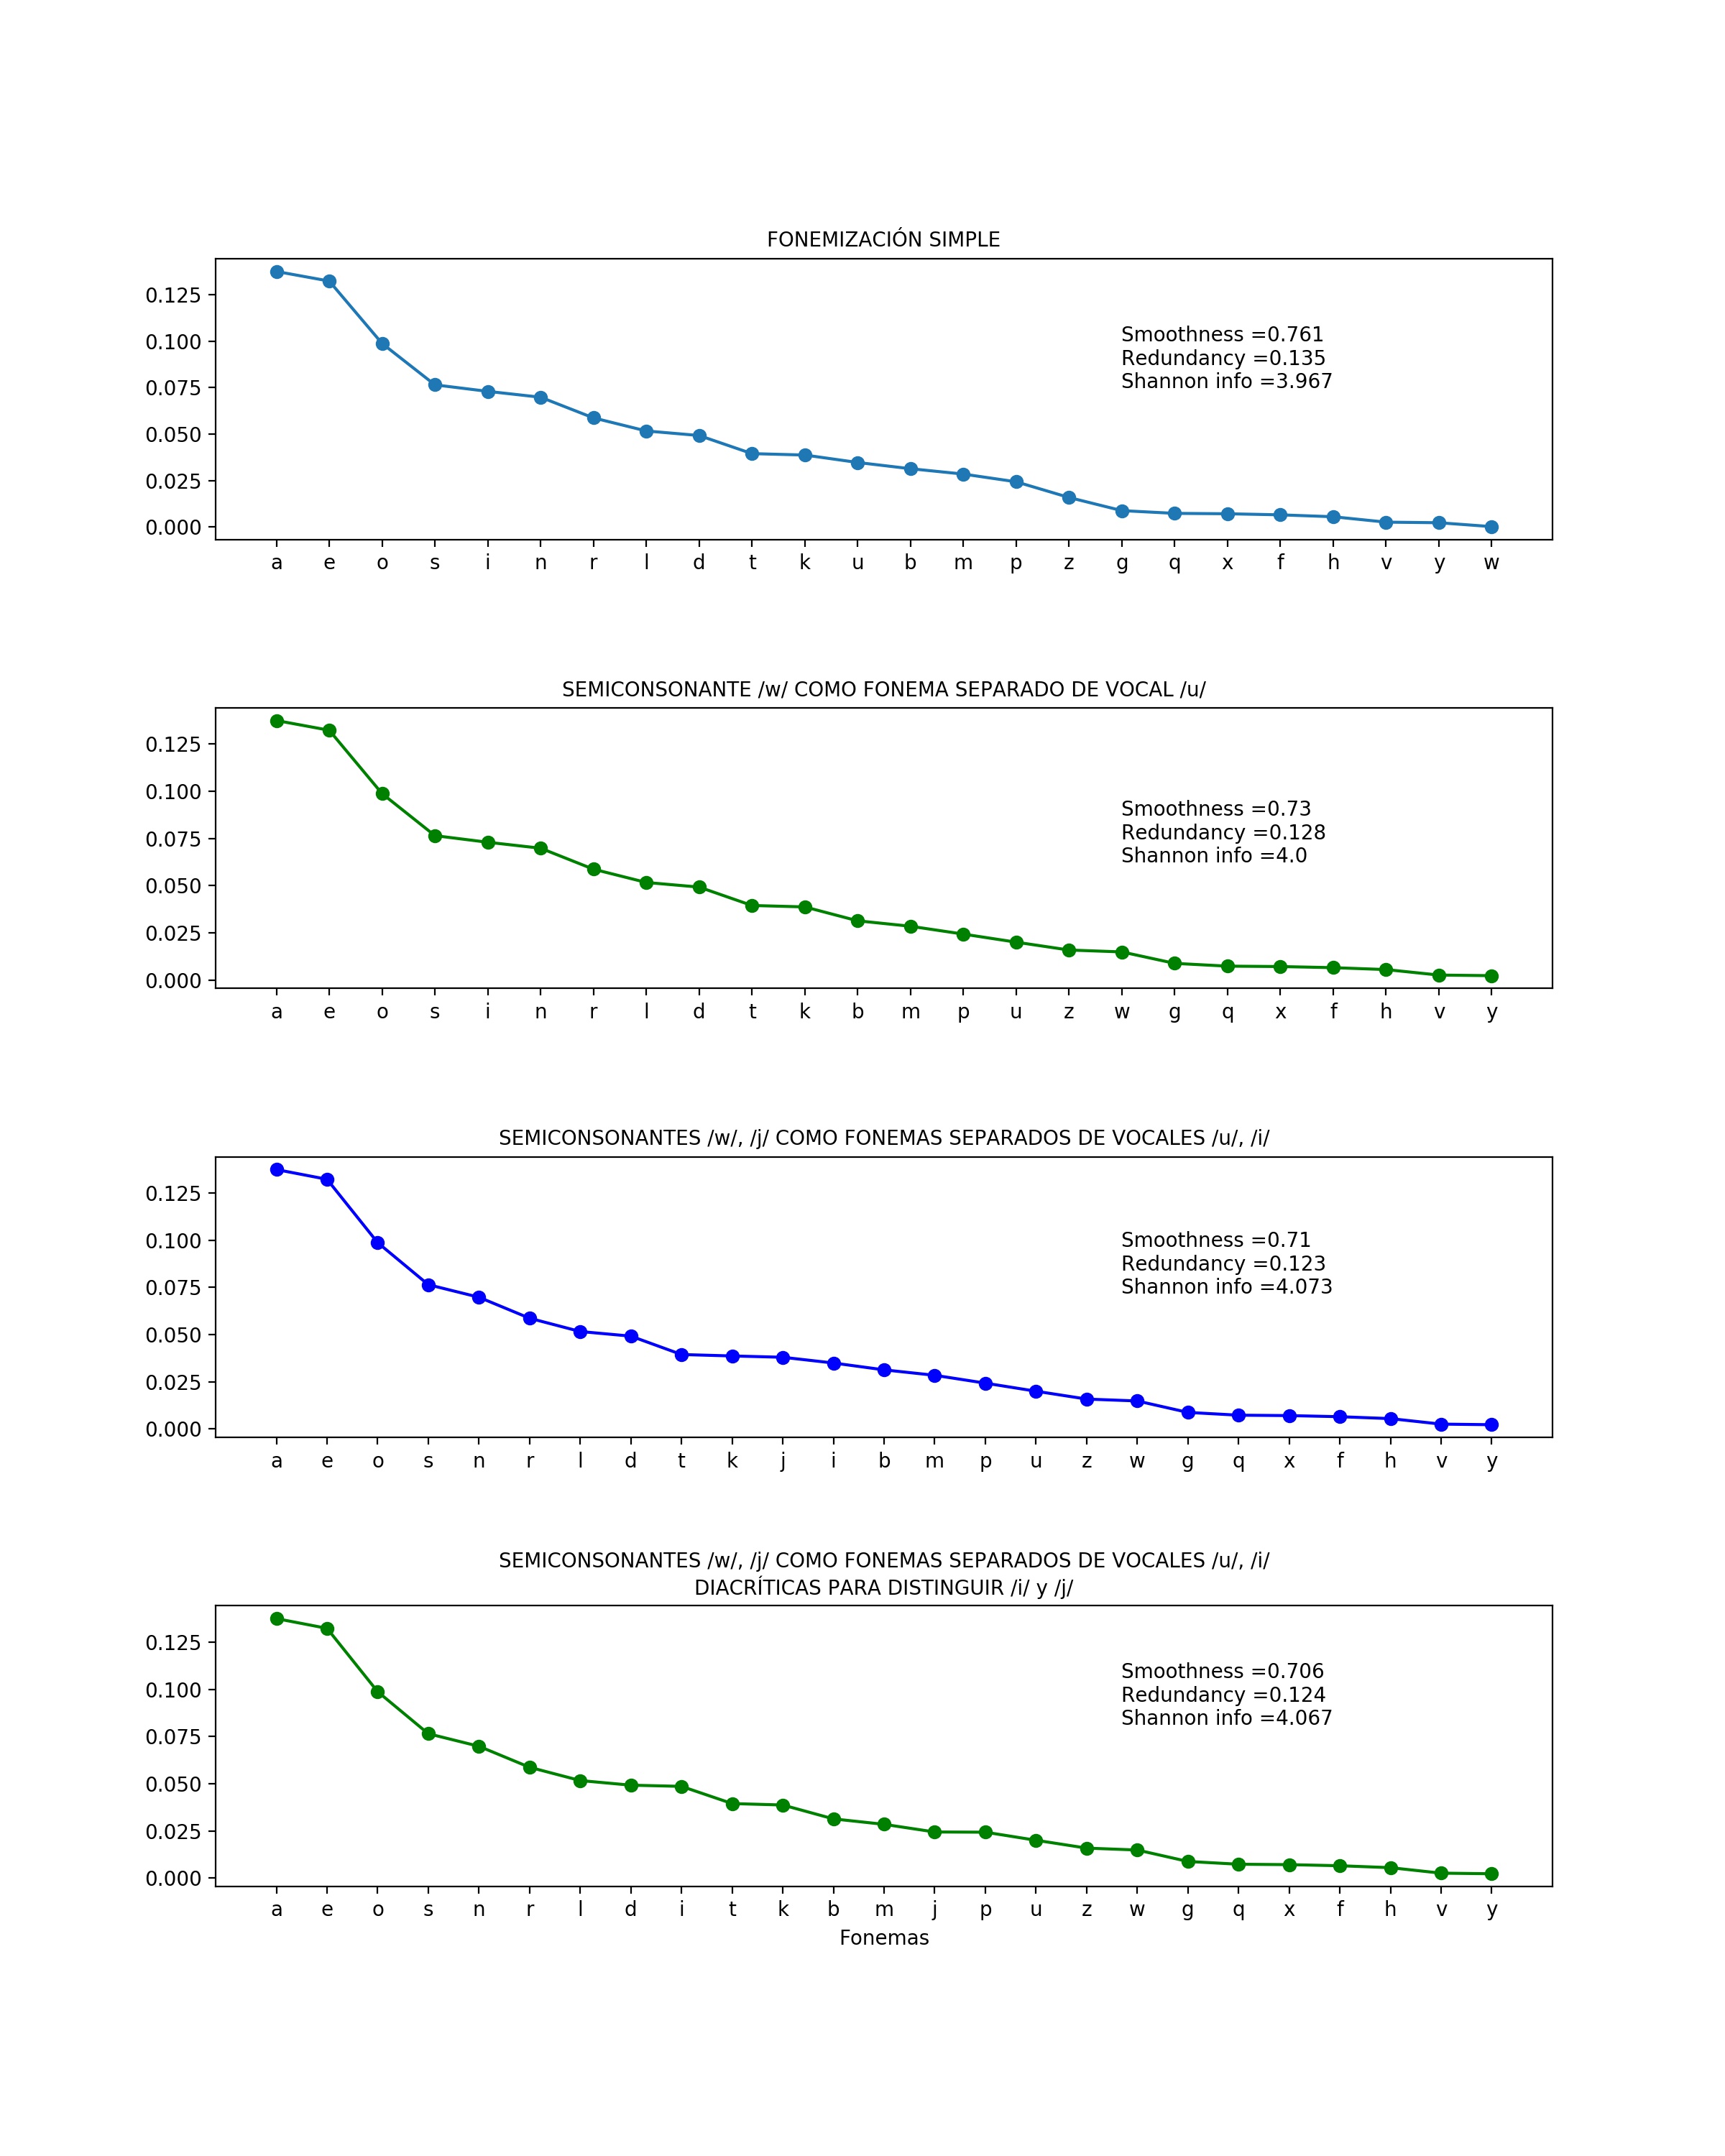 FONEMIZACIÓN SIMPLE
0.125
0.100
0.075
0.050
0.025
0.000
Smoothness =0.761
Redundancy =0.135
Shannon info =3.967
a e o s i n r l d t k u b m p z g q x f h v y w
SEMICONSONANTE /w/ COMO FONEMA SEPARADO DE VOCAL /u/
0.125
0.100
0.075
0.050
0.025
0.000
Smoothness =0.73
Redundancy =0.128
Shannon info =4.0
a e o s i n r l d t k b m p u z w g q x f h v y
SEMICONSONANTES /w/, /j/ COMO FONEMAS SEPARADOS DE VOCALES /u/, /i/
0.125
0.100
0.075
0.050
0.025
0.000
Smoothness =0.71
Redundancy =0.123
Shannon info =4.073
a e o s n r l d t k j i b m p u z w g q x f h v y
SEMICONSONANTES /w/, /j/ COMO FONEMAS SEPARADOS DE VOCALES /u/, /i/
DIACRÍTICAS PARA DISTINGUIR /i/ y /j/
0.125
0.100
0.075
0.050
0.025
0.000
Smoothness =0.706
Redundancy =0.124
Shannon info =4.067
a e o s n r l d i t k b m j p u z w g q x f h v y
Fonemas